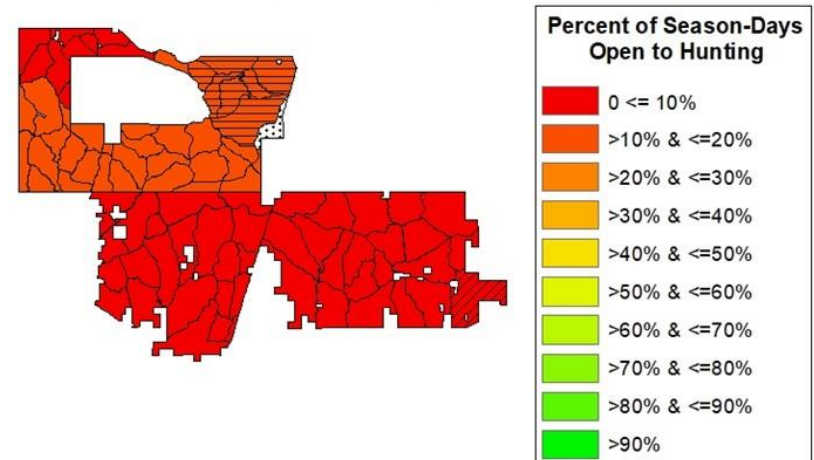 Percent of Season-Days
Open to Hunting
0 <= 10%
>10% & <=20%
>20% & <=30%
>30% & <=40%
>40% & <=50%
>50% & <=60%
>60% & <=70%
>70% & <=80%
>80% & <=90%
>90%